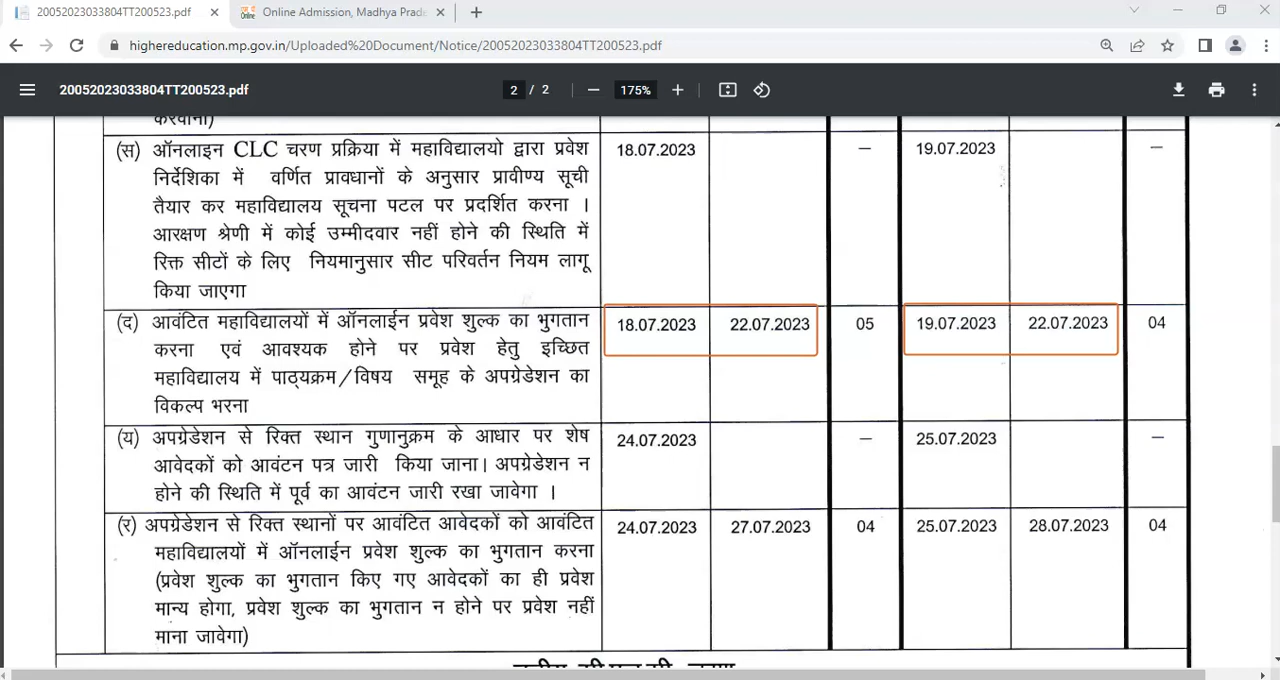 20052023033804TT200523.pdf
Online Admission, Madhya Prade
highereducation.mp.gov.in/Uploaded%20Document/Notice/20052023033804TT200523.pdf
20052023033804TT200523.pdf
2 / 2
175%
करवाना)
(स) ऑनलाइन CLC चरण प्रक्रिया में महाविद्यालयो द्वारा प्रवेश 18.07.2023 – 19.07.2023 –
निर्देशिका में वर्णित प्रावधानों के अनुसार प्रावीण्य सूची
तैयार कर महाविद्यालय सूचना पटल पर प्रदर्शित करना ।
आरक्षण श्रेणी में कोई उम्मीदवार नहीं होने की स्थिति में
रिक्त सीटों के लिए नियमानुसार सीट परिवर्तन नियम लागू
किया जाएगा
(द) आवंटित महाविद्यालयों में ऑनलाईन प्रवेश शुल्क का भुगतान 18.07.2023 22.07.2023 05 19.07.2023 22.07.2023 04
करना एवं आवश्यक होने पर प्रवेश हेतु इच्छित
महाविद्यालय में पाठ्यक्रम/विषय समूह के अपग्रेडेशन का
विकल्प भरना
(य) अपग्रेडेशन से रिक्त स्थान गुणानुक्रम के आधार पर शेष 24.07.2023 – 25.07.2023 –
आवेदकों को आवंटन पत्र जारी किया जाना। अपग्रेडेशन न
होने की स्थिति में पूर्व का आवंटन जारी रखा जावेगा ।
(र) अपग्रेडेशन से रिक्त स्थानों पर आवंटित आवेदकों को आवंटित 24.07.2023 27.07.2023 04 25.07.2023 28.07.2023 04
महाविद्यालयों में ऑनलाईन प्रवेश शुल्क का भुगतान करना
(प्रवेश शुल्क का भुगतान किए गए आवेदकों का ही प्रवेश
मान्य होगा, प्रवेश शुल्क का भुगतान न होने पर प्रवेश नहीं
माना जावेगा)